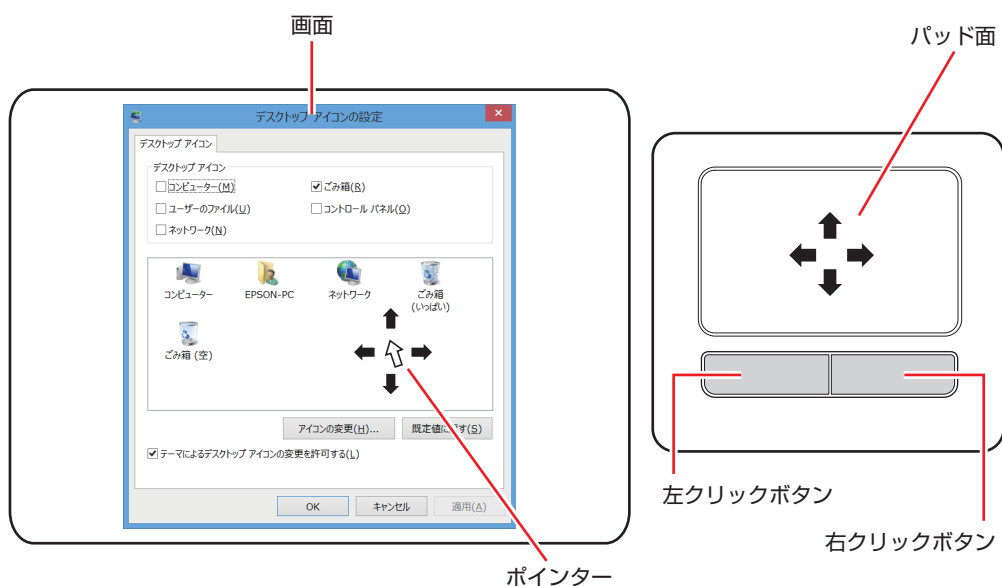 画面
パッド面
デスクトップ アイコンの設定
デスクトップ アイコン
デスクトップ アイコン
コンピューター(M)
ごみ箱(R)
ユーザーのファイル(U)
コントロール パネル(O)
ネットワーク(N)
コンピューター
EPSON-PC
ネットワーク
ごみ箱
(いっぱい)
ごみ箱 (空)
アイコンの変更(H)...
既定値に戻す(S)
テーマによるデスクトップ アイコンの変更を許可する(L)
OK
キャンセル
適用(A)
左クリックボタン
右クリックボタン
ポインター